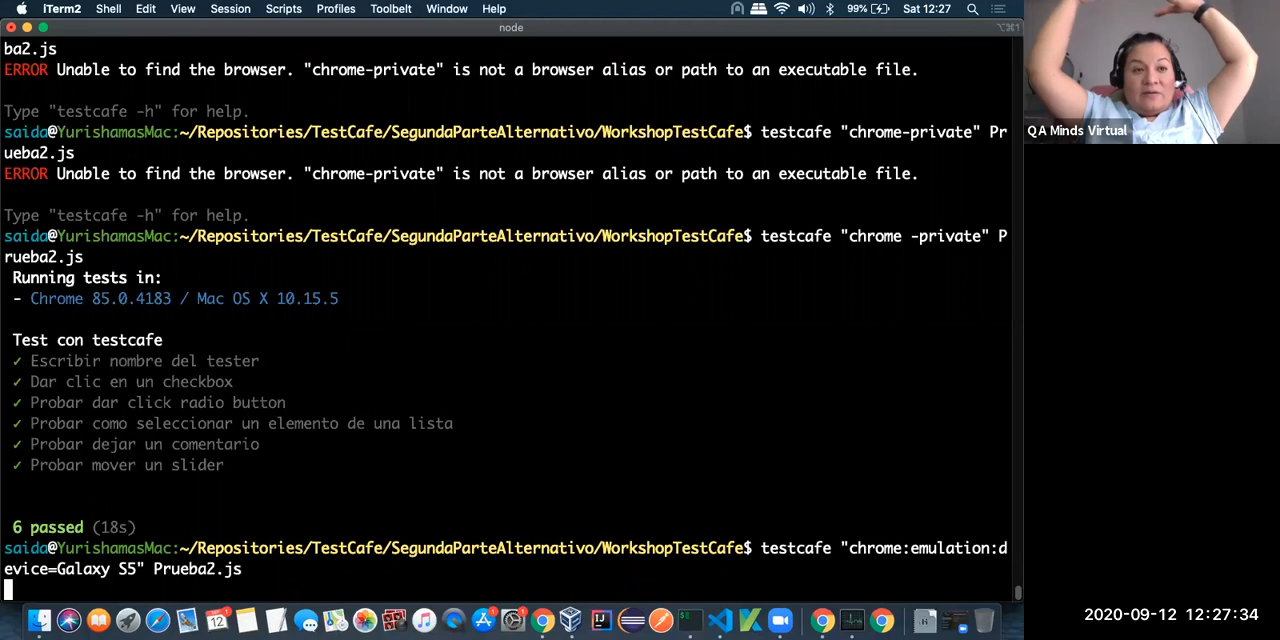 iTerm2 Shell Edit View Session Scripts Profiles Toolbelt Window Help 99% Sat 12:27
node ⌥⌘1
ba2.js
ERROR Unable to find the browser. "chrome-private" is not a browser alias or path to an executable file.
Type "testcafe -h" for help.
saida@YurishamasMac:~/Repositories/TestCafe/SegundaParteAlternativo/WorkshopTestCafe$ testcafe "chrome-private" Pr
ueba2.js
ERROR Unable to find the browser. "chrome-private" is not a browser alias or path to an executable file.
Type "testcafe -h" for help.
saida@YurishamasMac:~/Repositories/TestCafe/SegundaParteAlternativo/WorkshopTestCafe$ testcafe "chrome -private" P
rueba2.js
Running tests in:
- Chrome 85.0.4183 / Mac OS X 10.15.5
Test con testcafe
✓ Escribir nombre del tester
✓ Dar clic en un checkbox
✓ Probar dar click radio button
✓ Probar como seleccionar un elemento de una lista
✓ Probar dejar un comentario
✓ Probar mover un slider
6 passed (18s)
saida@YurishamasMac:~/Repositories/TestCafe/SegundaParteAlternativo/WorkshopTestCafe$ testcafe "chrome:emulation:d
evice=Galaxy S5" Prueba2.js
QA Minds Virtual
2020-09-12 12:27:34